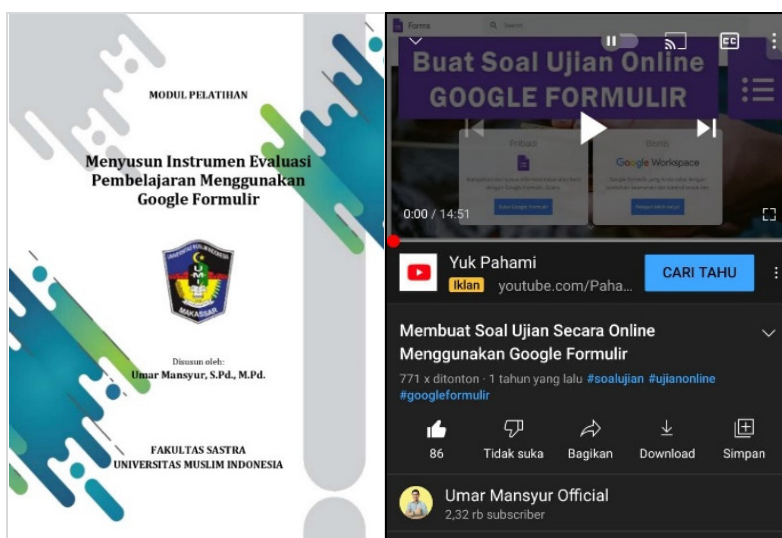 MODUL PELATIHAN
Menyusun Instrumen Evaluasi
Pembelajaran Menggunakan
Google Formulir
UMI
MAKASSAR
Disusun oleh:
Umar Mansyur, S.Pd., M.Pd.
FAKULTAS SASTRA
UNIVERSITAS MUSLIM INDONESIA
Forms
Search
CC
Buat Soal Ujian Online
GOOGLE FORMULIR
Pribadi
Bisnis
Google Workspace
0:00 / 14:51
Yuk Pahami
Iklan youtube.com/Paha...
CARI TAHU
Membuat Soal Ujian Secara Online
Menggunakan Google Formulir
771 x ditonton · 1 tahun yang lalu #soalujian #ujianonline
#googleformulir
86
Tidak suka
Bagikan
Download
Simpan
Umar Mansyur Official
2,32 rb subscriber